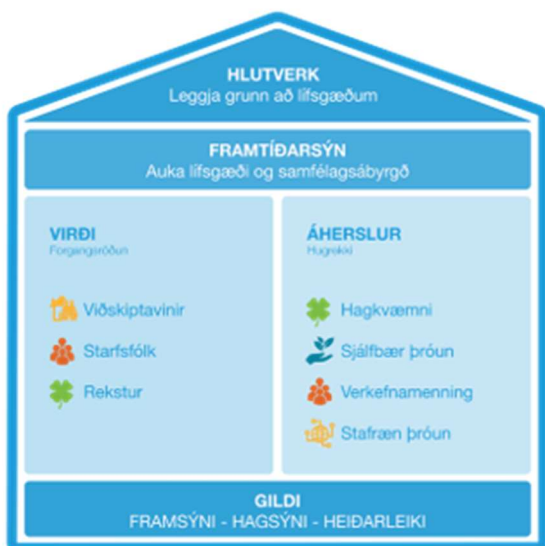 HLUTVERK
Leggja grunn að lífsgæðum
FRAMTÍÐARSÝN
Auka lífsgæði og samfélagsábyrgð
VIRÐI
Forgangsröðun
Viðskiptavinir
Starfsfólk
Rekstur
ÁHERSLUR
Hugrekki
Hagkvæmni
Sjálfbær þróun
Verkefnamenning
Stafræn þróun
GILDI
FRAMSÝNI - HAGSÝNI - HEIÐARLEIKI